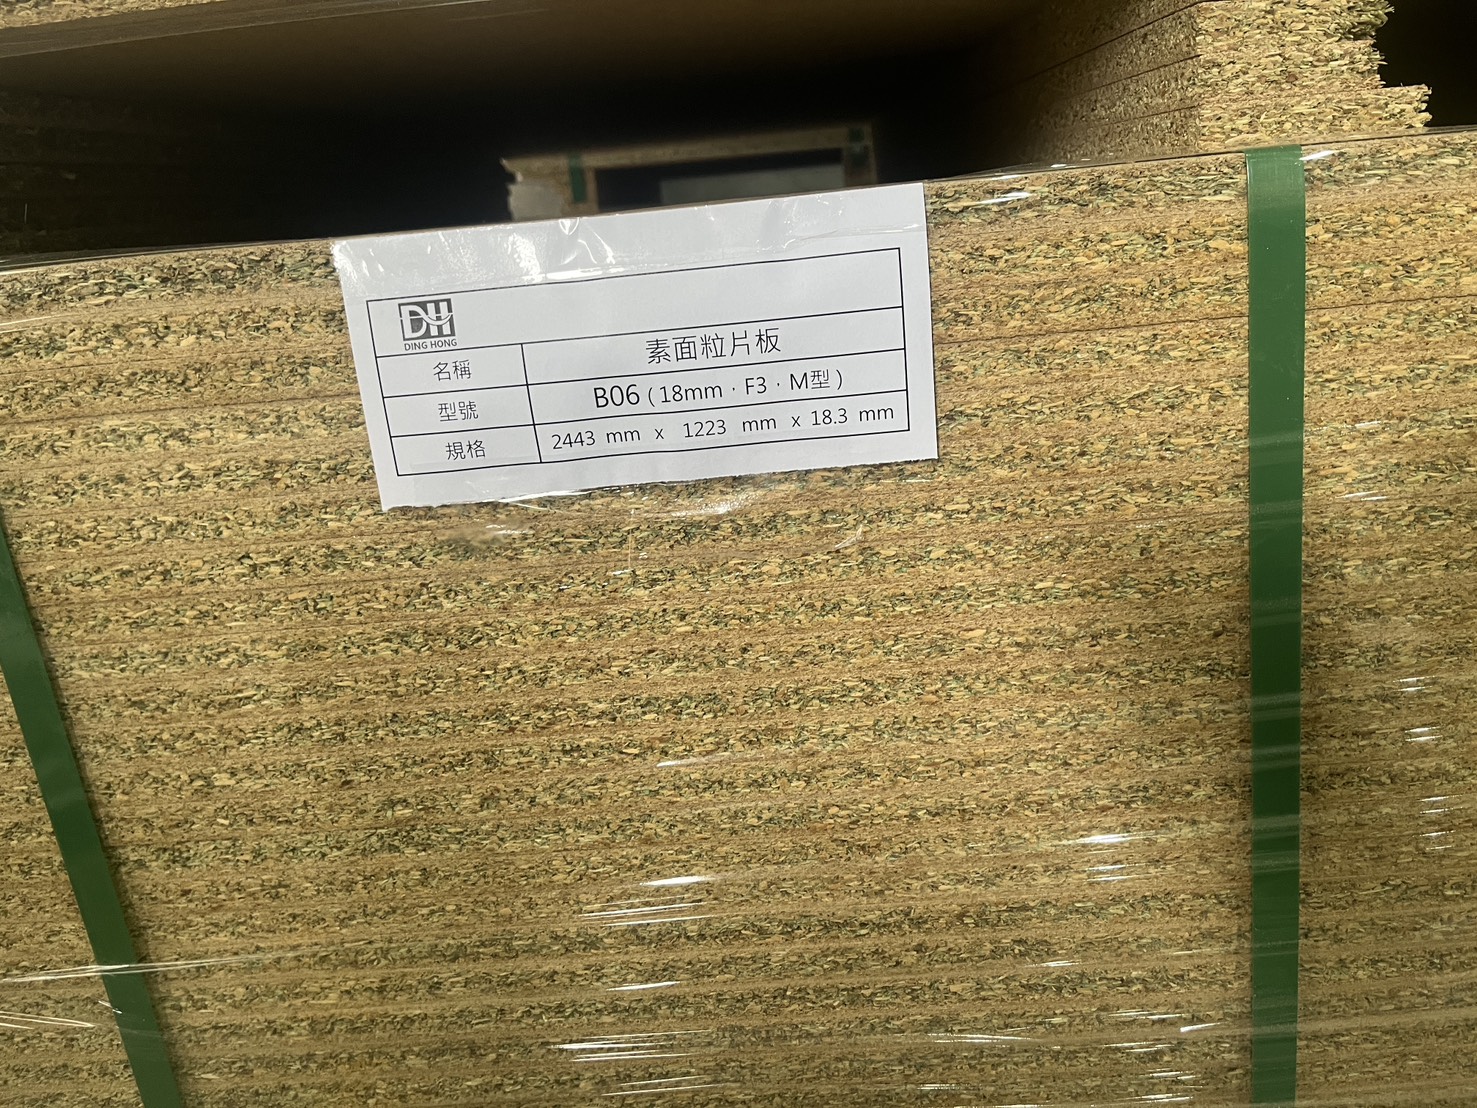 DH
DING HONG
名稱 素面粒片板
型號 B06 (18mm · F3 · M型)
規格 2443 mm x 1223 mm x 18.3 mm